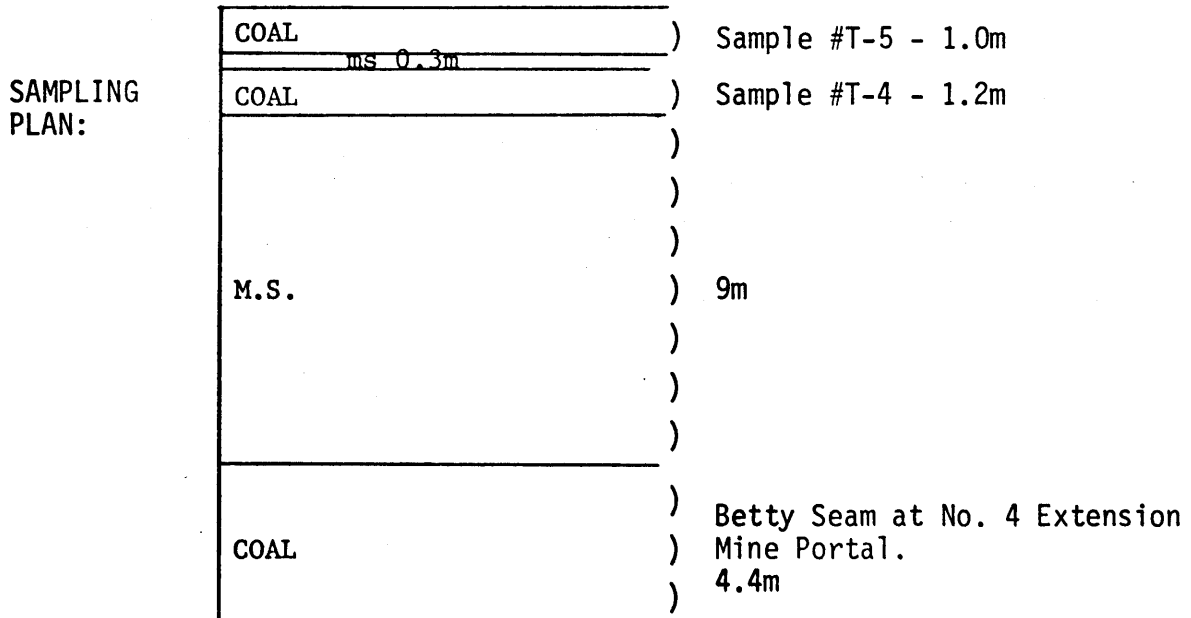 COAL ) Sample #T-5 - 1.0m
ms 0.3m
SAMPLING
PLAN:
COAL ) Sample #T-4 - 1.2m
)
)
)
M.S. ) 9m
)
)
)
)
Betty Seam at No. 4 Extension
COAL ) Mine Portal.
4.4m
)